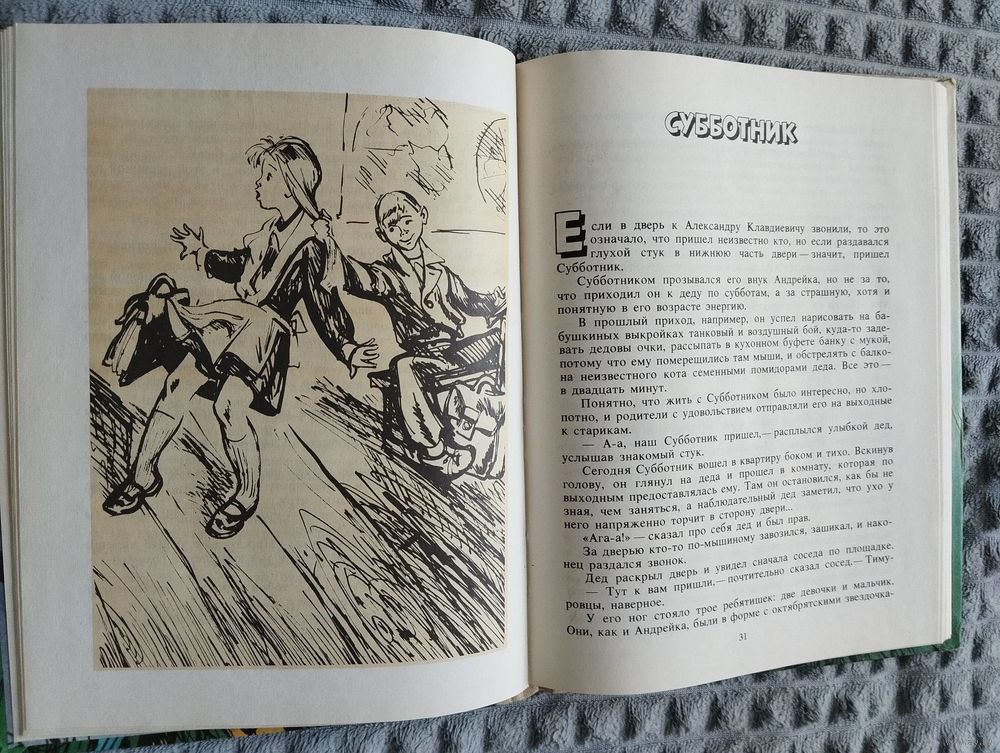 СУББОТНИК
Если в дверь к Александру Клавдиевичу звонили, то это
означало, что пришел неизвестно кто, но если раздавался
глухой стук в нижнюю часть двери — значит, пришел
Субботник.
Субботником прозывался его внук Андрейка, но не за то,
что приходил он к деду по субботам, а за страшную, хотя и
понятную в его возрасте энергию.
В прошлый приход, например, он успел нарисовать на ба-
бушкиных выкройках танковый и воздушный бой, куда-то заде-
вать дедовы очки, рассыпать в кухонном буфете банку с мукой,
потому что ему померещились там мыши, и обстрелять с балко-
на неизвестного кота семенными помидорами деда. Все это —
в двадцать минут.
Понятно, что жить с Субботником было интересно, но хло-
потно, и родители с удовольствием отправляли его на выходные
к старикам.
— А-а, наш Субботник пришел,— расплылся улыбкой дед,
услышав знакомый стук.
Сегодня Субботник вошел в квартиру боком и тихо. Вскинув
голову, он глянул на деда и прошел в комнату, которая по
выходным предоставлялась ему. Там он остановился, как бы не
зная, чем заняться, а наблюдательный дед заметил, что ухо у
него напряженно торчит в сторону двери...
«Ага-а!» — сказал про себя дед и был прав.
За дверью кто-то по-мышиному завозился, зашикал, и нако-
нец раздался звонок.
Дед раскрыл дверь и увидел сначала соседа по площадке.
— Тут к вам пришли,— почтительно сказал сосед.— Тиму-
ровцы, наверное.
У его ног стояло трое ребятишек: две девочки и мальчик.
Они, как и Андрейка, были в форме с октябрятскими звездочка-
31